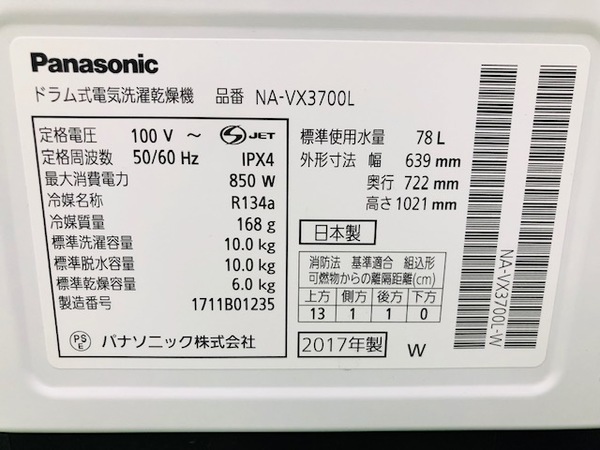 Panasonic
ドラム式電気洗濯乾燥機 品番 NA-VX3700L
定格電圧 100 V ～ S JET
定格周波数 50/60 Hz IPX4
最大消費電力 850 W
冷媒名称 R134a
冷媒質量 168 g
標準洗濯容量 10.0 kg
標準脱水容量 10.0 kg
標準乾燥容量 6.0 kg
製造番号 1711B01235
PS E パナソニック株式会社
標準使用水量 78 L
外形寸法 幅 639 mm
奥行 722 mm
高さ 1021 mm
日本製
消防法 基準適合 組込形
可燃物からの離隔距離(cm)
上方 側方 後方 下方
13 1 1 0
2017年製 W
NA-VX3700L-W